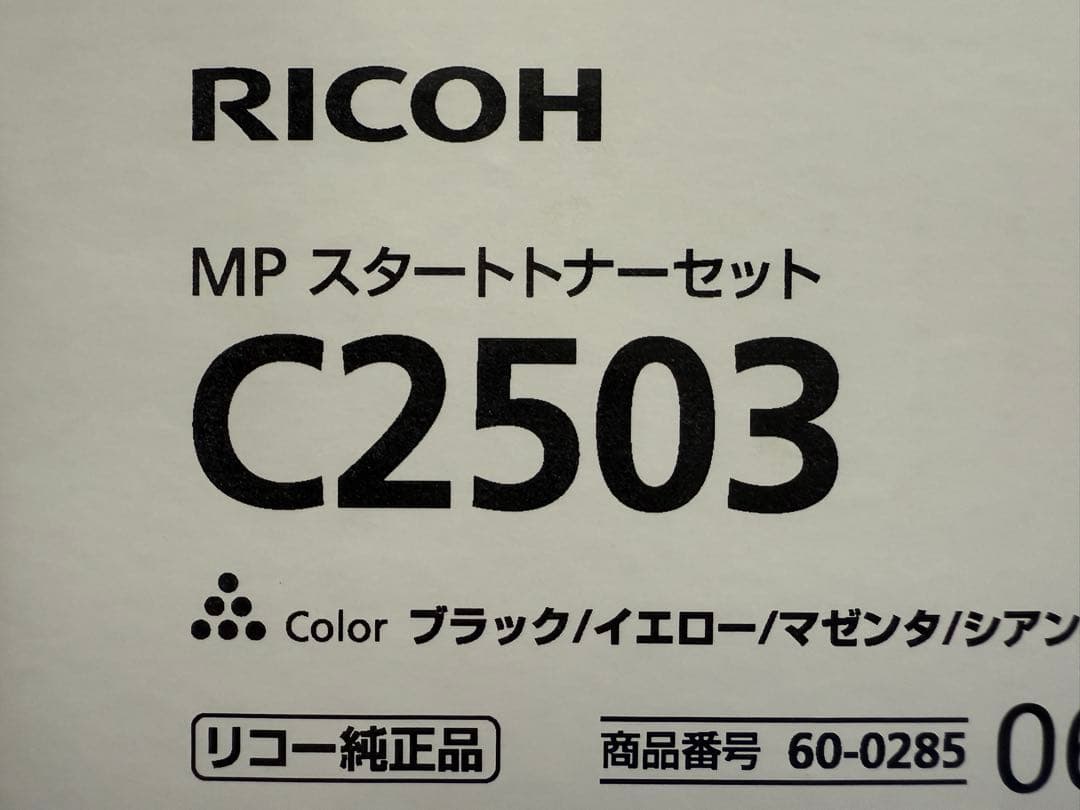 RICOH
MP スタートトナーセット
C2503
Color ブラック/イエロー/マゼンタ/シアン
リコー純正品 商品番号 60-0285